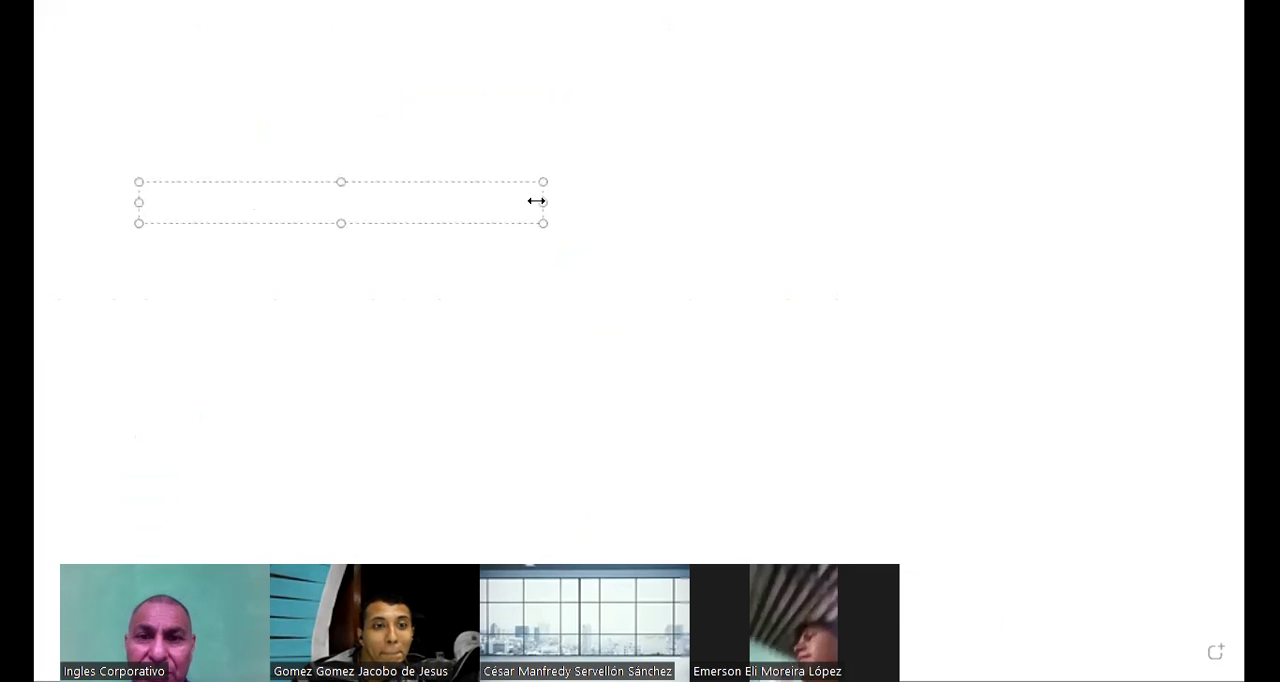 Ingles Corporativo
Gomez Gomez Jacobo de Jesus
César Manfredy Servellón Sánchez
Emerson Eli Moreira López